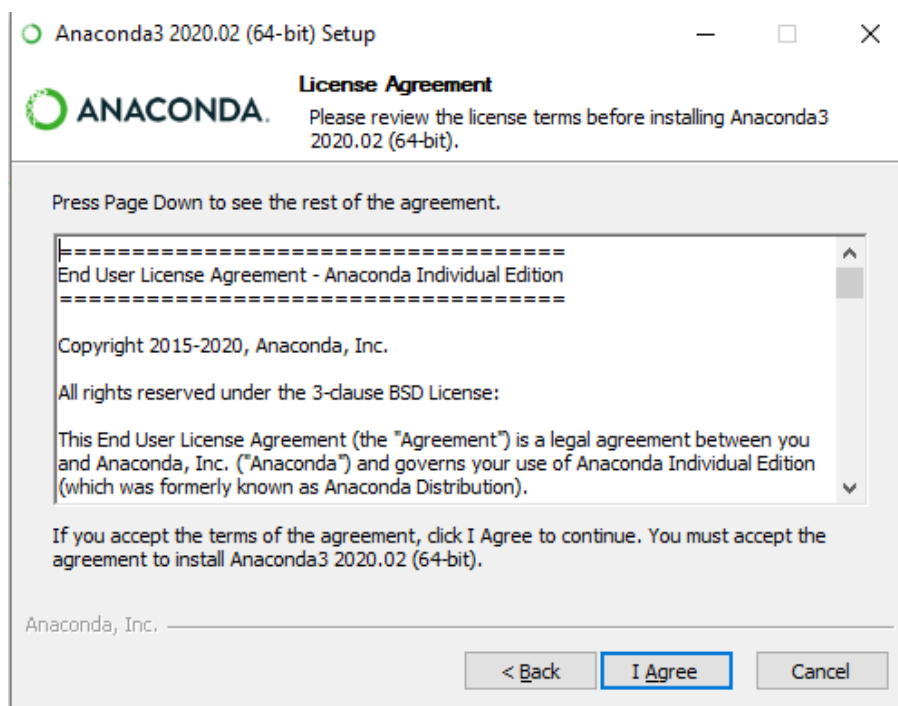 Anaconda3 2020.02 (64-bit) Setup
ANACONDA.
License Agreement
Please review the license terms before installing Anaconda3
2020.02 (64-bit).
Press Page Down to see the rest of the agreement.
===================================
End User License Agreement - Anaconda Individual Edition
===================================
Copyright 2015-2020, Anaconda, Inc.
All rights reserved under the 3-clause BSD License:
This End User License Agreement (the "Agreement") is a legal agreement between you
and Anaconda, Inc. ("Anaconda") and governs your use of Anaconda Individual Edition
(which was formerly known as Anaconda Distribution).
If you accept the terms of the agreement, click I Agree to continue. You must accept the
agreement to install Anaconda3 2020.02 (64-bit).
Anaconda, Inc.
< Back I Agree Cancel